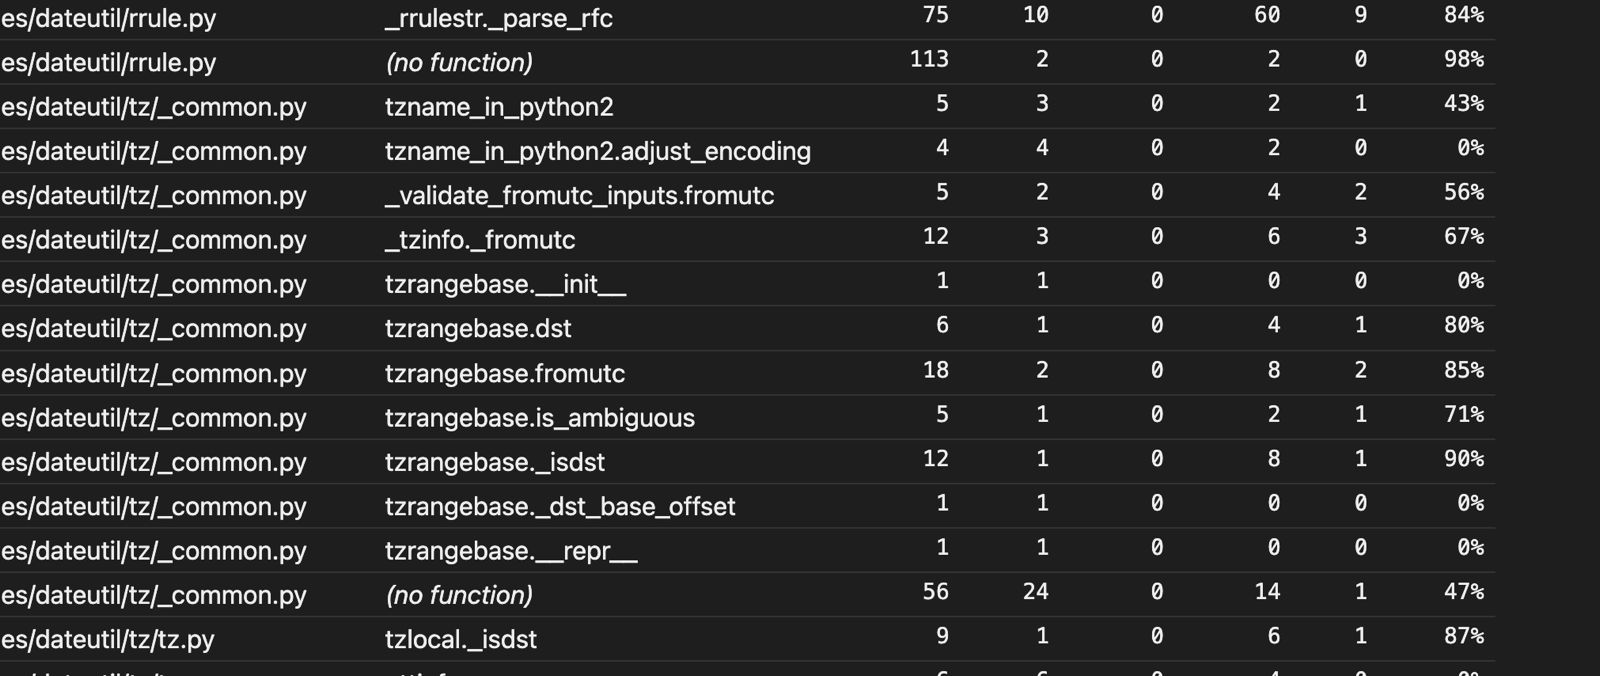 es/dateutil/rrule.py _rrulestr._parse_rfc 75 10 0 60 9 84%
es/dateutil/rrule.py (no function) 113 2 0 2 0 98%
es/dateutil/tz/_common.py tzname_in_python2 5 3 0 2 1 43%
es/dateutil/tz/_common.py tzname_in_python2.adjust_encoding 4 4 0 2 0 0%
es/dateutil/tz/_common.py _validate_fromutc_inputs.fromutc 5 2 0 4 2 56%
es/dateutil/tz/_common.py _tzinfo._fromutc 12 3 0 6 3 67%
es/dateutil/tz/_common.py tzrangebase.__init__ 1 1 0 0 0 0%
es/dateutil/tz/_common.py tzrangebase.dst 6 1 0 4 1 80%
es/dateutil/tz/_common.py tzrangebase.fromutc 18 2 0 8 2 85%
es/dateutil/tz/_common.py tzrangebase.is_ambiguous 5 1 0 2 1 71%
es/dateutil/tz/_common.py tzrangebase._isdst 12 1 0 8 1 90%
es/dateutil/tz/_common.py tzrangebase._dst_base_offset 1 1 0 0 0 0%
es/dateutil/tz/_common.py tzrangebase.__repr__ 1 1 0 0 0 0%
es/dateutil/tz/_common.py (no function) 56 24 0 14 1 47%
es/dateutil/tz/tz.py tzlocal._isdst 9 1 0 6 1 87%